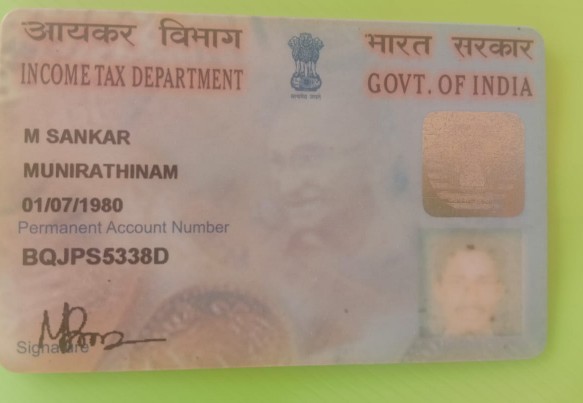 आयकर विभाग
INCOME TAX DEPARTMENT
भारत सरकार
GOVT. OF INDIA
M SANKAR
MUNIRATHINAM
01/07/1980
Permanent Account Number
BQJPS5338D
Signature